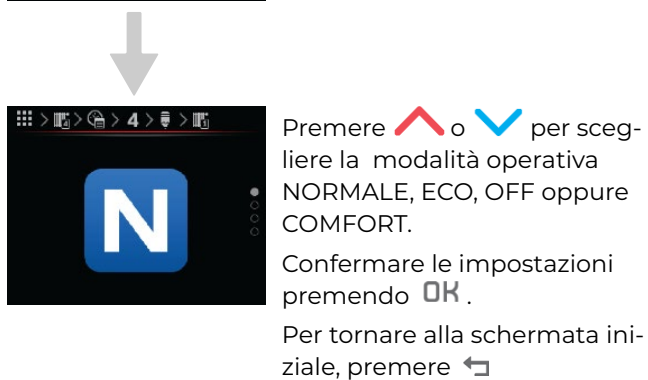 > > > 4 > >
N
Premere o per sceg-
liere la modalità operativa
NORMALE, ECO, OFF oppure
COMFORT.
Confermare le impostazioni
premendo OK .
Per tornare alla schermata ini-
ziale, premere